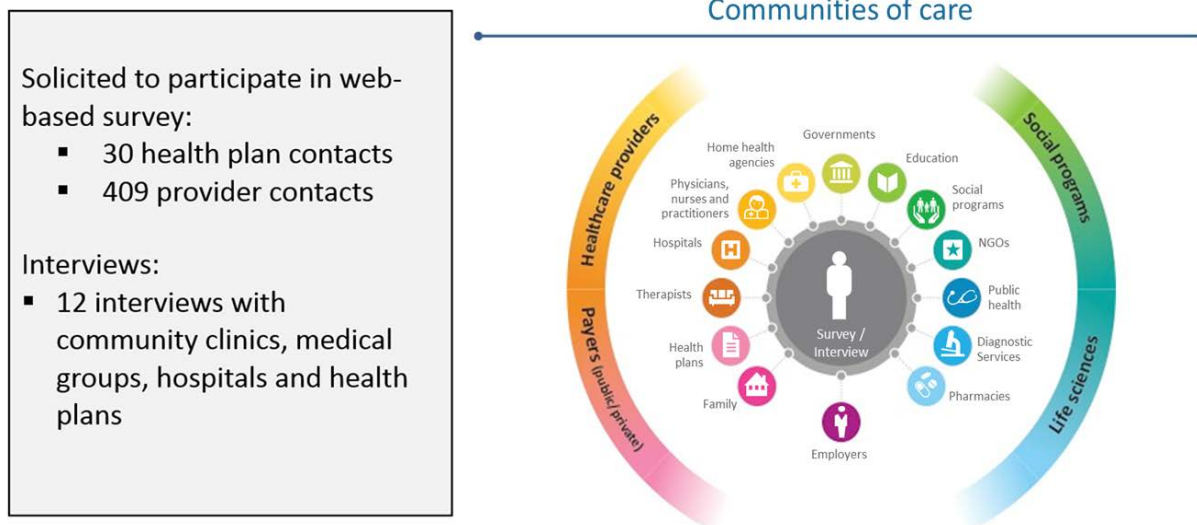 Communities of care
Solicited to participate in web-
based survey:
▪ 30 health plan contacts
▪ 409 provider contacts
Interviews:
▪ 12 interviews with
community clinics, medical
groups, hospitals and health
plans
Healthcare providers
Payers (public/private)
Social programs
Life sciences
Governments
Home health
agencies
Education
Physicians,
nurses and
practitioners
Social
programs
Hospitals
H
NGOs
Therapists
Public
health
Survey /
Interview
Health
plans
Diagnostic
Services
Family
Pharmacies
Employers